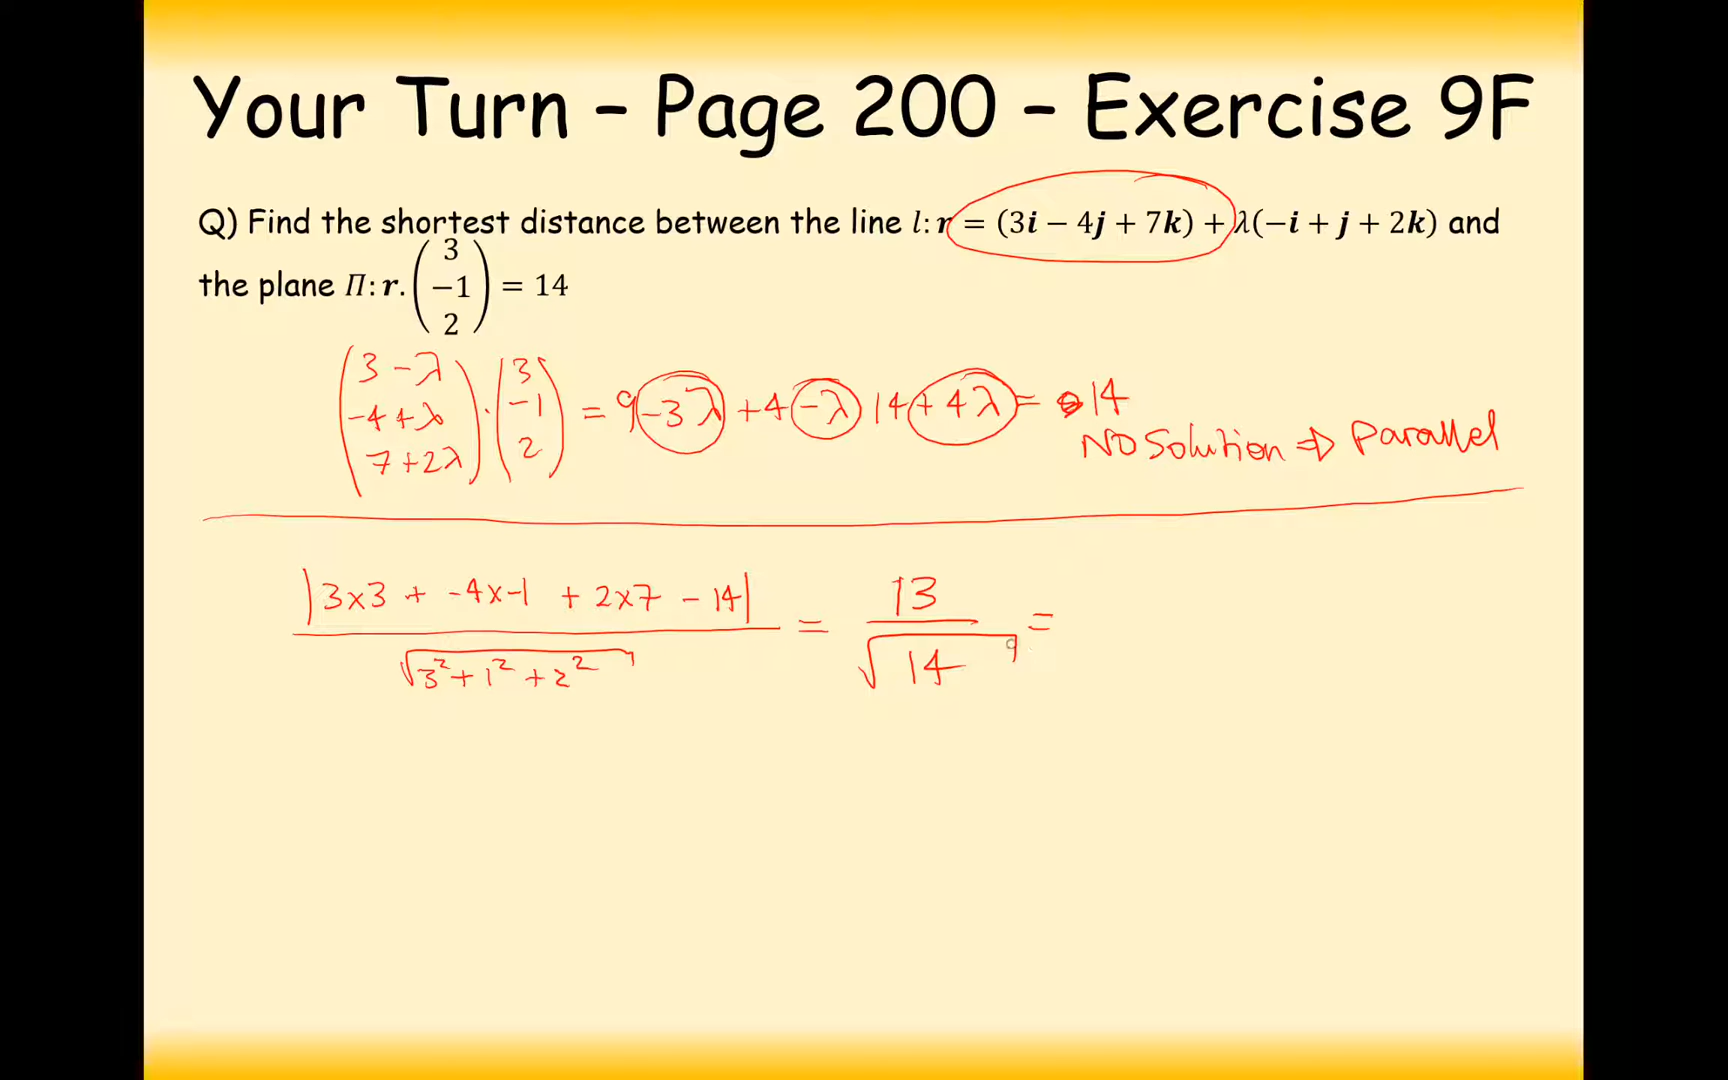 Your Turn – Page 200 – Exercise 9F
Q) Find the shortest distance between the line l: r = (3i − 4j + 7k) + λ(−i + j + 2k) and
the plane Π: r. (3 −1 2) = 14
(3 − λ, −4 + λ, 7 + 2λ) · (3, −1, 2) = 9 −3λ +4 −λ 14 +4λ = 14
NO Solution ⇒ Parallel
|3×3 + -4×-1 + 2×7 − 14| / √(3² + 1² + 2²) = 13 / √14 =